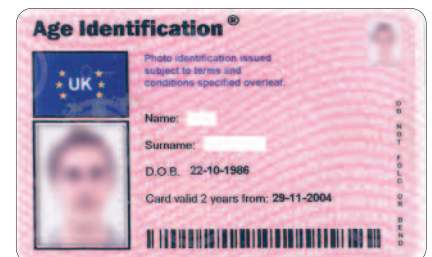 Age Identification®
UK
Photo identification issued
subject to terms and
conditions specified overleaf.
Name:
Surname:
D.O.B. 22-10-1986
Card valid 2 years from: 29-11-2004
DO NOT FOLD OR BEND